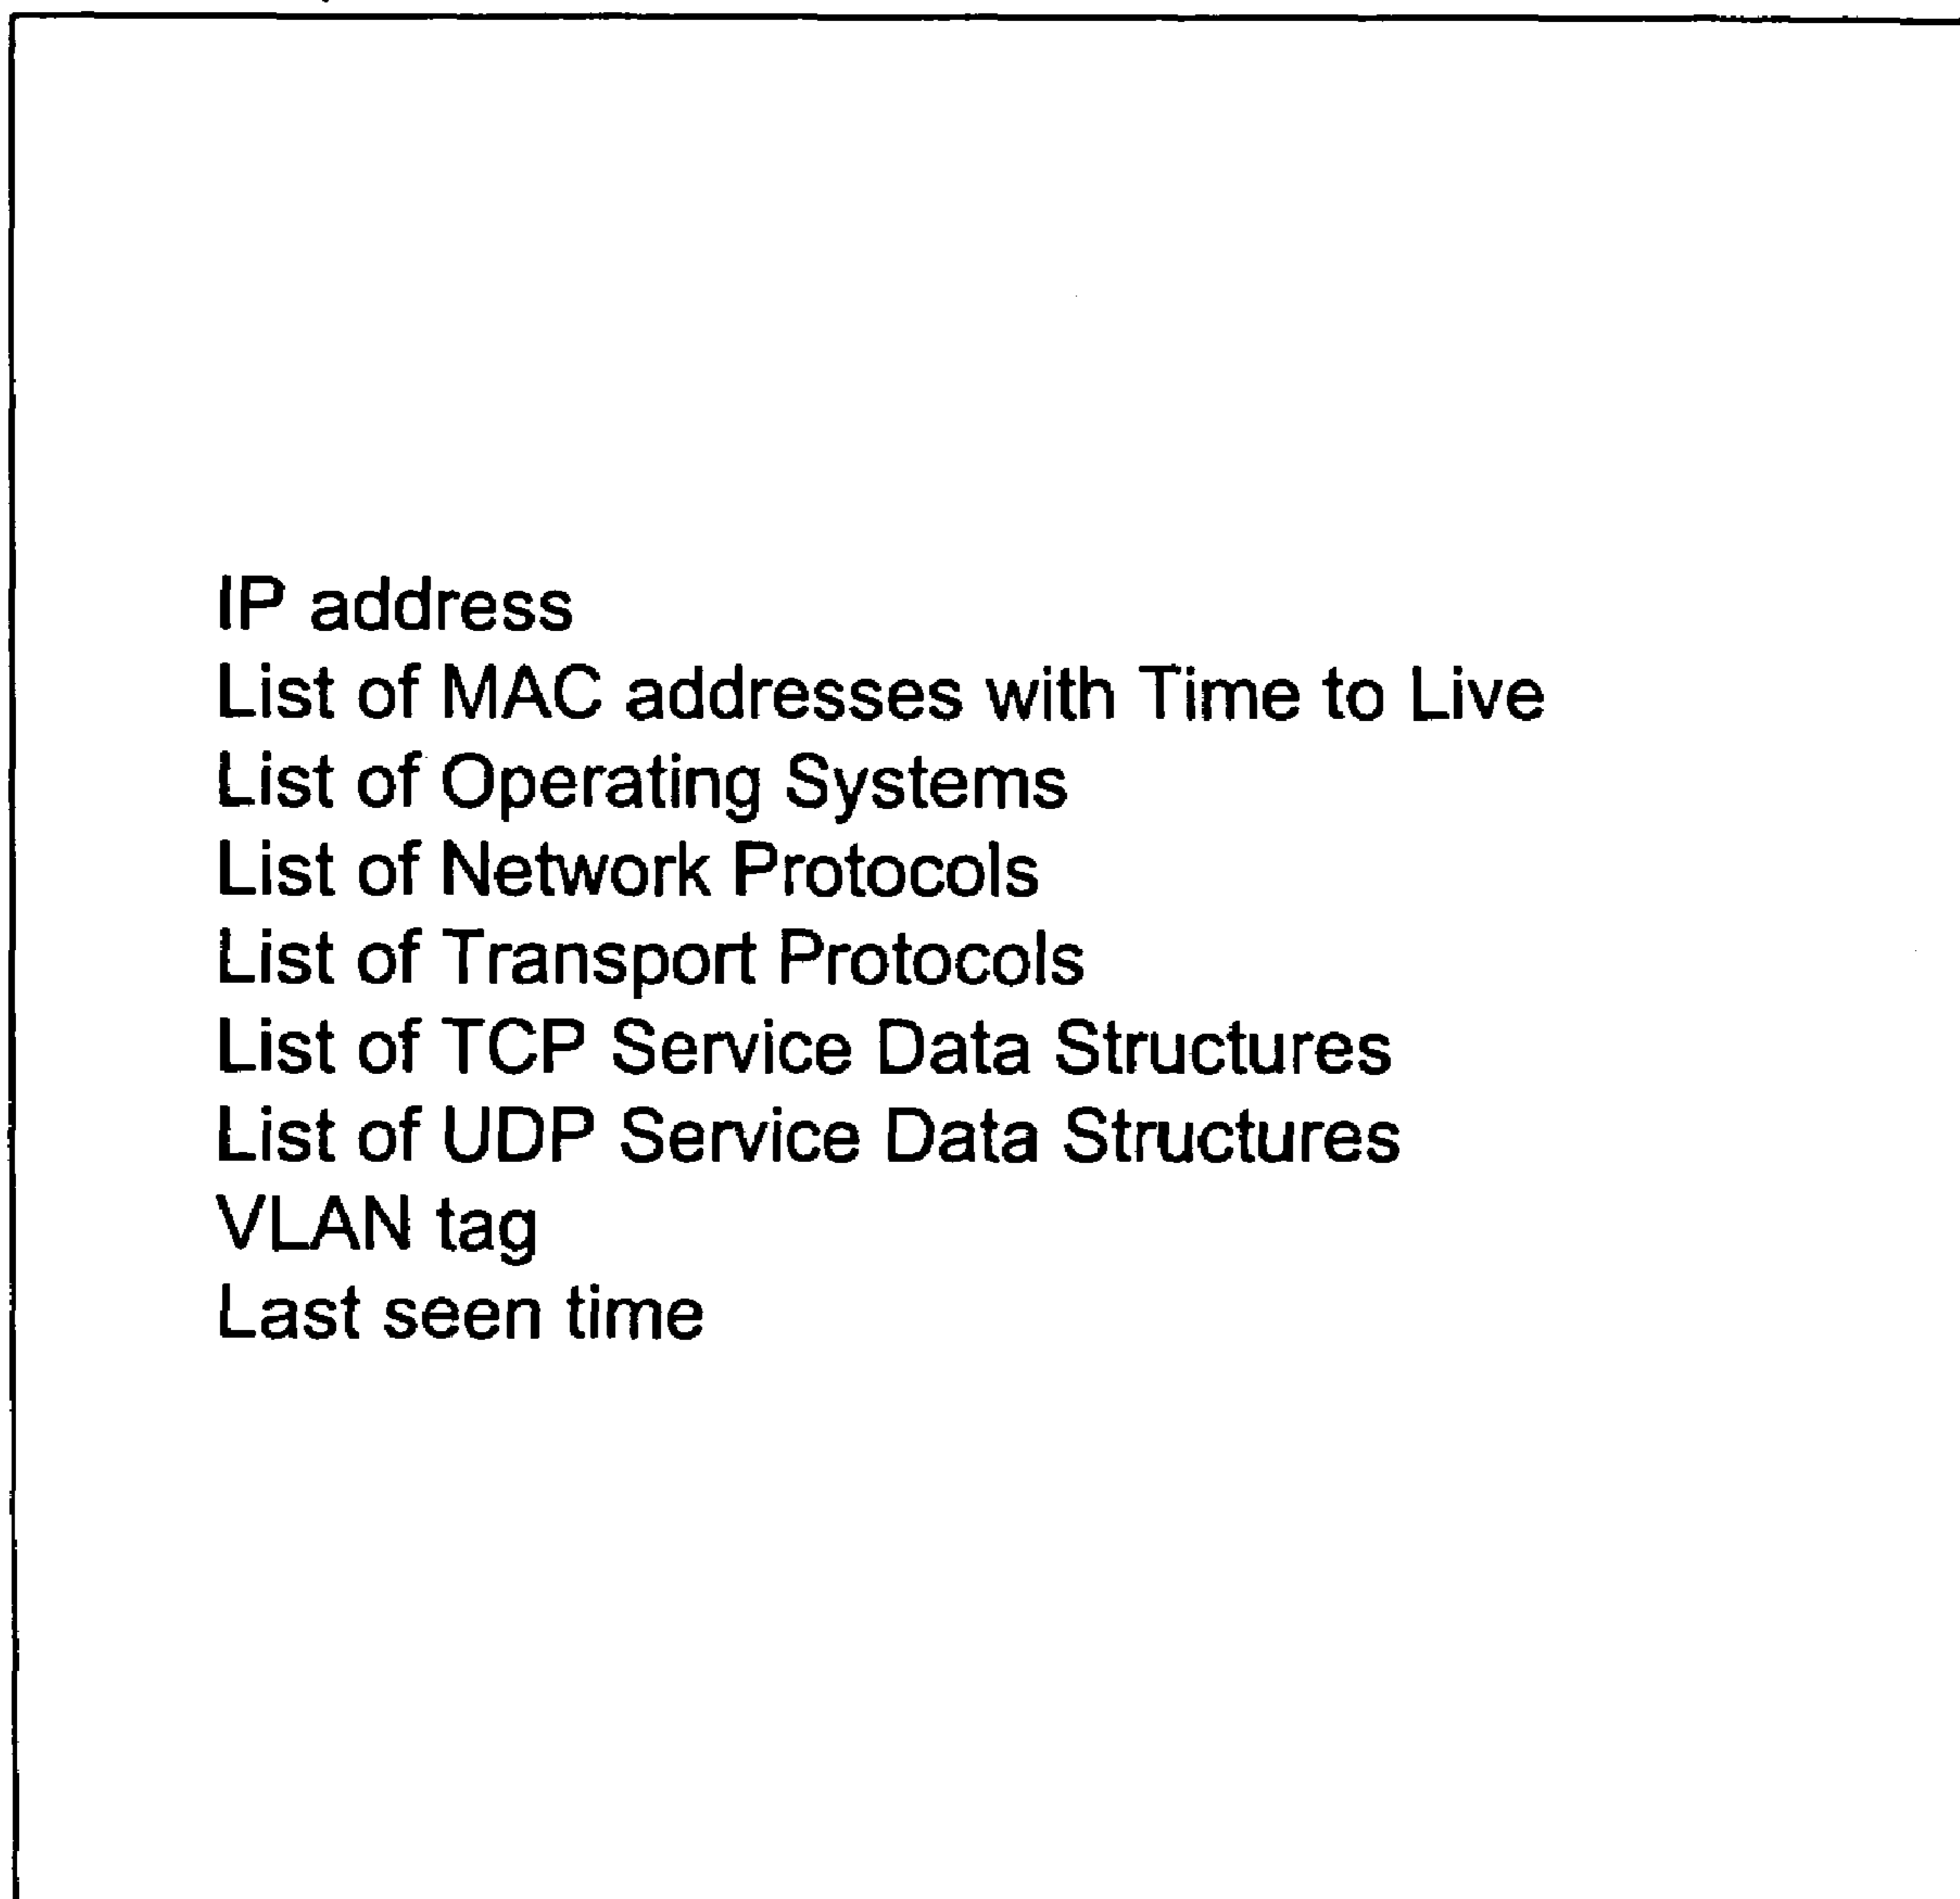 IP address
List of MAC addresses with Time to Live
List of Operating Systems
List of Network Protocols
List of Transport Protocols
List of TCP Service Data Structures
List of UDP Service Data Structures
VLAN tag
Last seen time